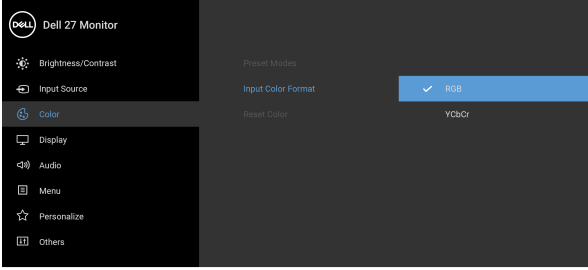 DELL Dell 27 Monitor
Brightness/Contrast Preset Modes
Input Source Input Color Format RGB
Color Reset Color YCbCr
Display
Audio
Menu
Personalize
Others